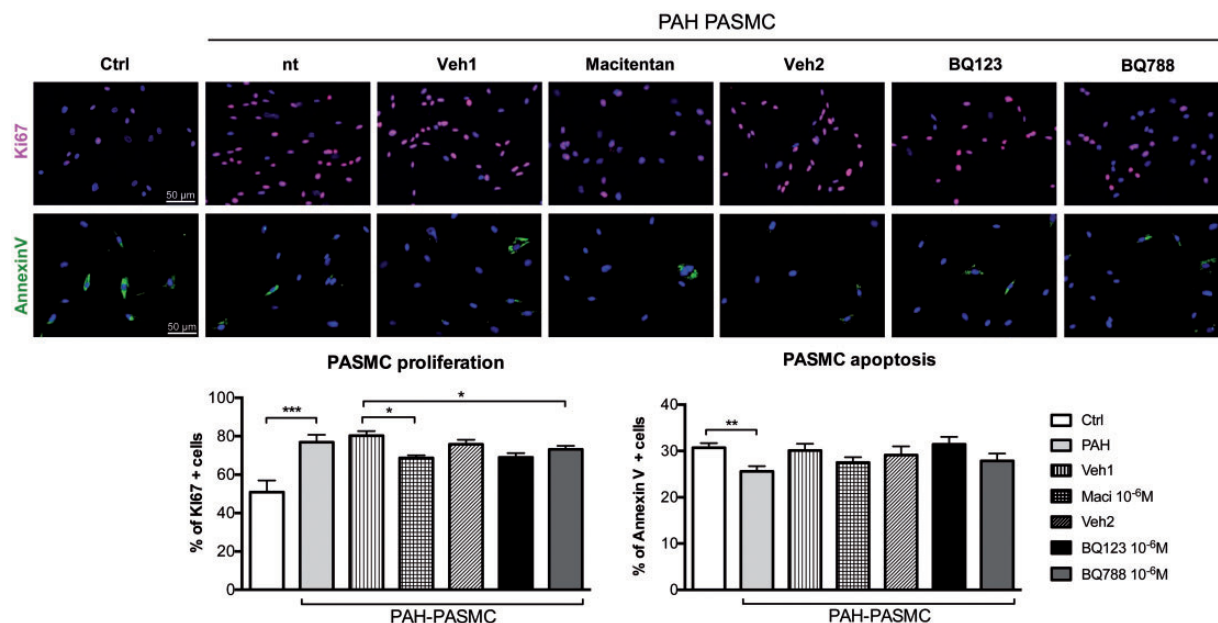 PAH PASMC
Ctrl nt Veh1 Macitentan Veh2 BQ123 BQ788
Ki67
50 µm
AnnexinV
50 µm
PASMC proliferation
% of KI67 + cells
100
80
60
40
20
0
***
*
*
PAH-PASMC
PASMC apoptosis
% of Annexin V + cells
40
30
20
10
0
**
PAH-PASMC
Ctrl
PAH
Veh1
Maci 10⁻⁶M
Veh2
BQ123 10⁻⁶M
BQ788 10⁻⁶M